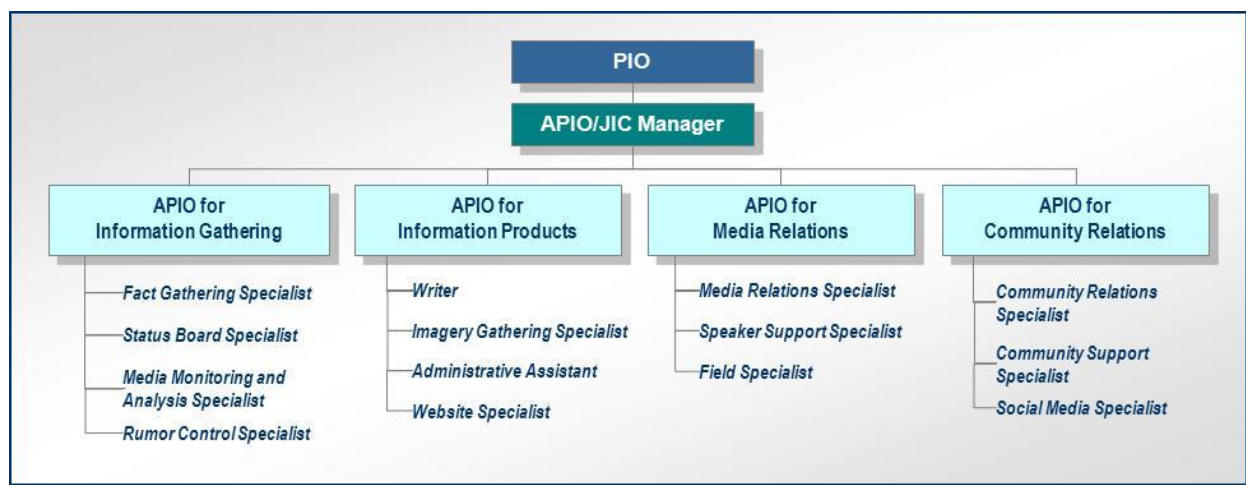 PIO
APIO/JIC Manager
APIO for
Information Gathering
Fact Gathering Specialist
Status Board Specialist
Media Monitoring and
Analysis Specialist
Rumor Control Specialist
APIO for
Information Products
Writer
Imagery Gathering Specialist
Administrative Assistant
Website Specialist
APIO for
Media Relations
Media Relations Specialist
Speaker Support Specialist
Field Specialist
APIO for
Community Relations
Community Relations
Specialist
Community Support
Specialist
Social Media Specialist